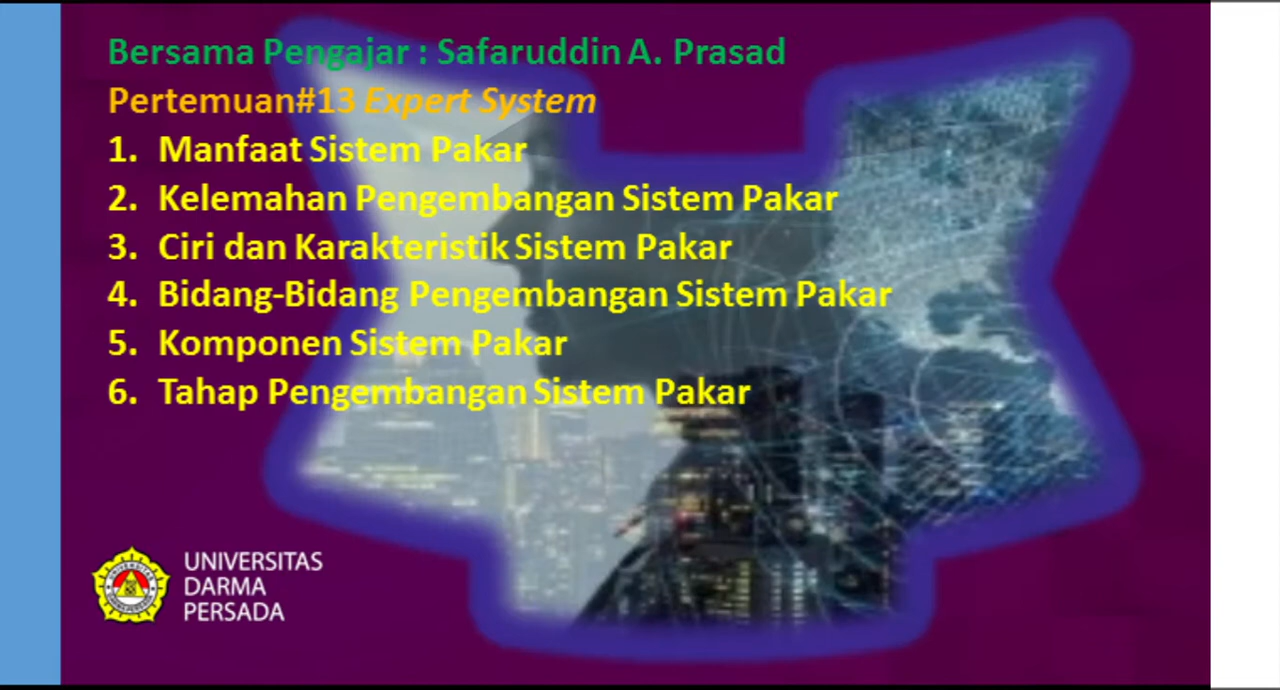 Bersama Pengajar : Safaruddin A. Prasad
Pertemuan#13 Expert System
1. Manfaat Sistem Pakar
2. Kelemahan Pengembangan Sistem Pakar
3. Ciri dan Karakteristik Sistem Pakar
4. Bidang-Bidang Pengembangan Sistem Pakar
5. Komponen Sistem Pakar
6. Tahap Pengembangan Sistem Pakar
UNIVERSITAS
DARMA
PERSADA